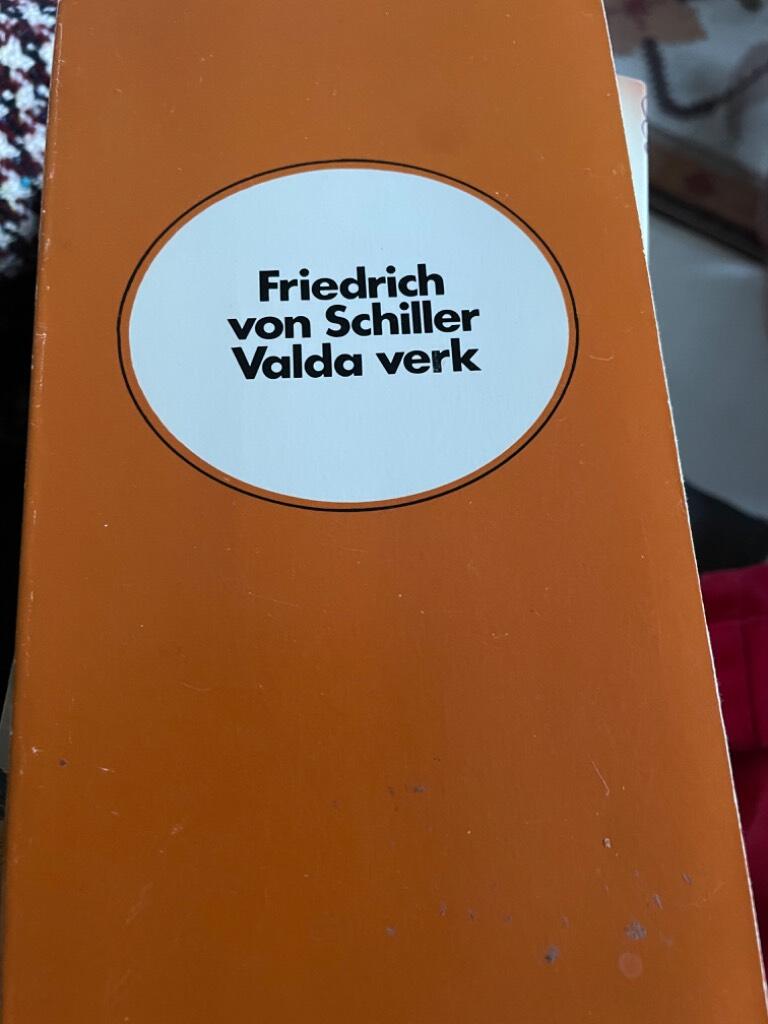 Friedrich
von Schiller
Valda verk